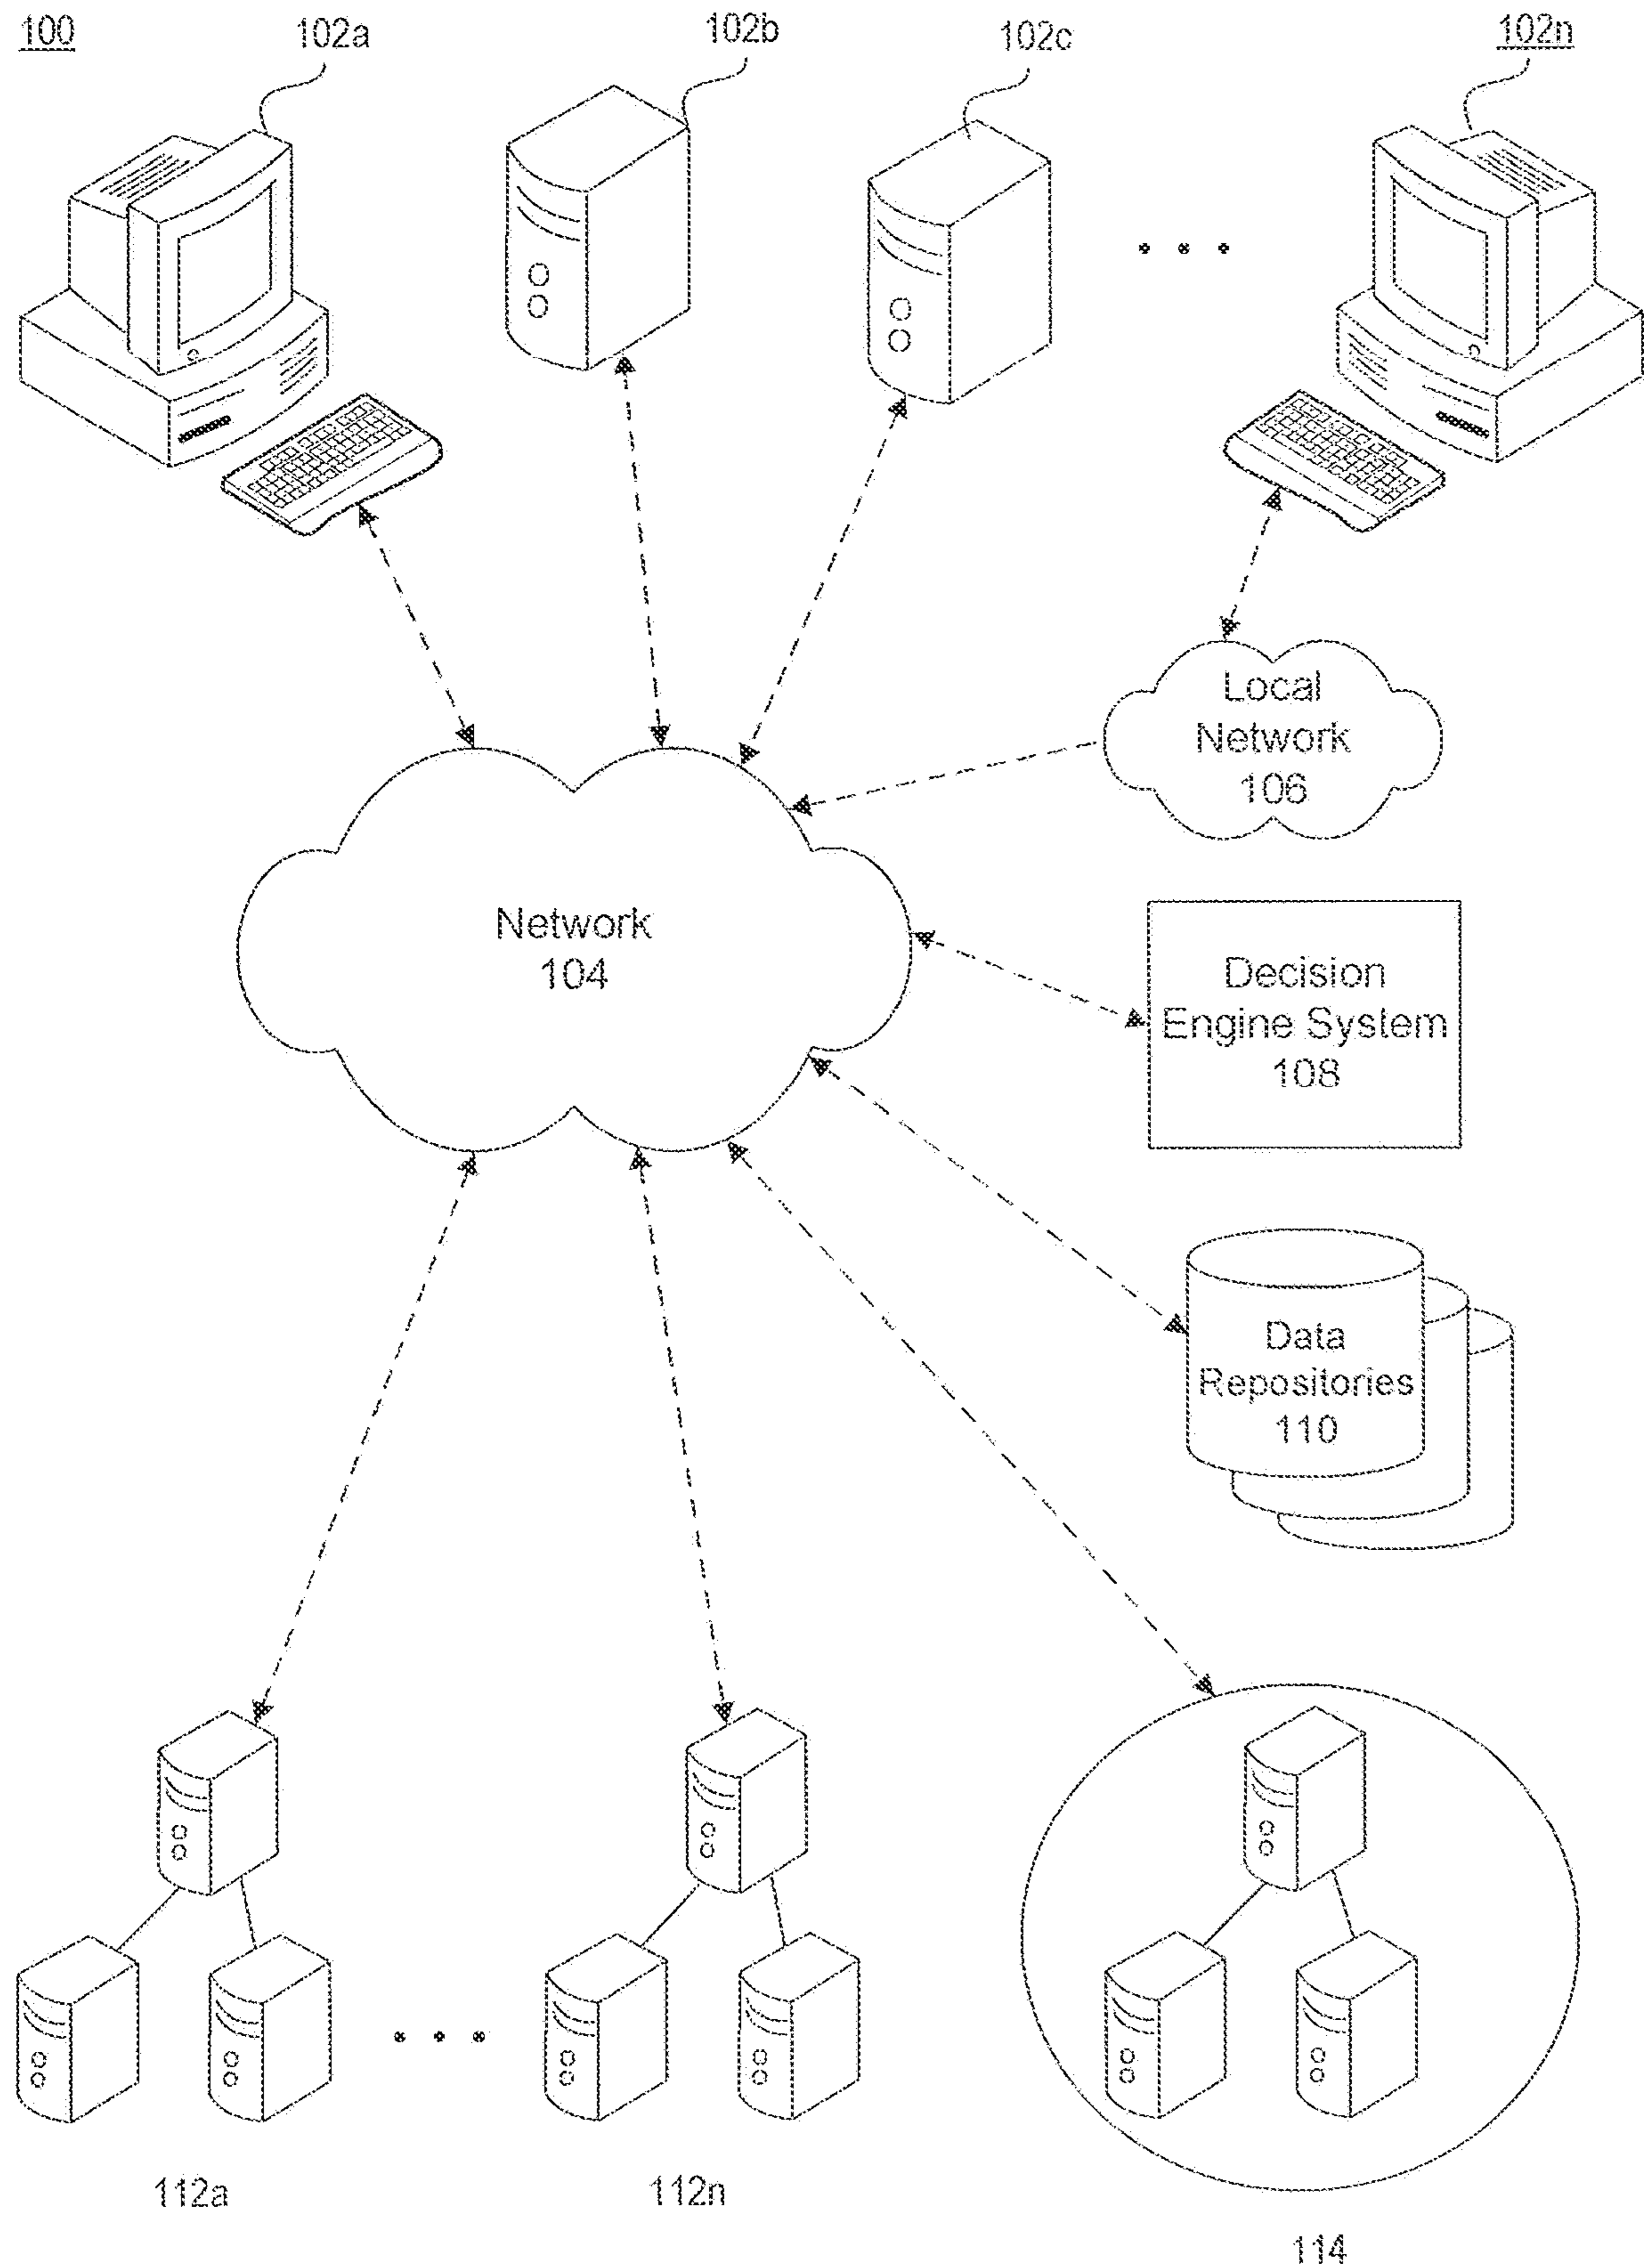 100
102a
102b
102c
102n
Local
Network
106
Network
104
Decision
Engine System
108
Data
Repositories
110
112a
112n
114